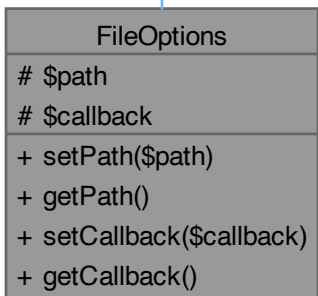 FileOptions
# $path
# $callback
+ setPath($path)
+ getPath()
+ setCallback($callback)
+ getCallback()